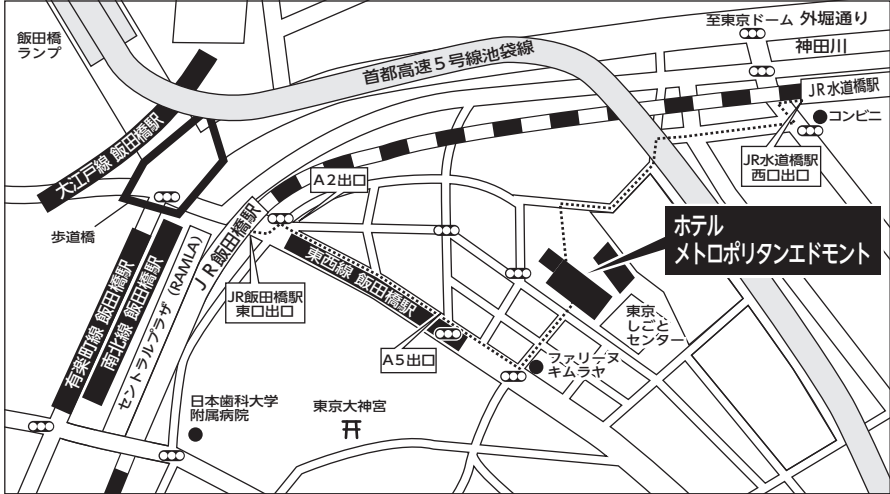 飯田橋
ランプ
首都高速5号線池袋線
至東京ドーム
外堀通り
神田川
JR水道橋駅
コンビニ
JR水道橋駅
西口出口
大江戸線 飯田橋駅
歩道橋
A2出口
JR飯田橋駅
ホテル
メトロポリタンエドモント
東西線 飯田橋駅
JR飯田橋駅
東口出口
有楽町線 飯田橋駅
南北線 飯田橋駅
セントラルプラザ(RAMLA)
東京
しごと
センター
A5出口
ファリーヌ
キムラヤ
日本歯科大学
附属病院
東京大神宮